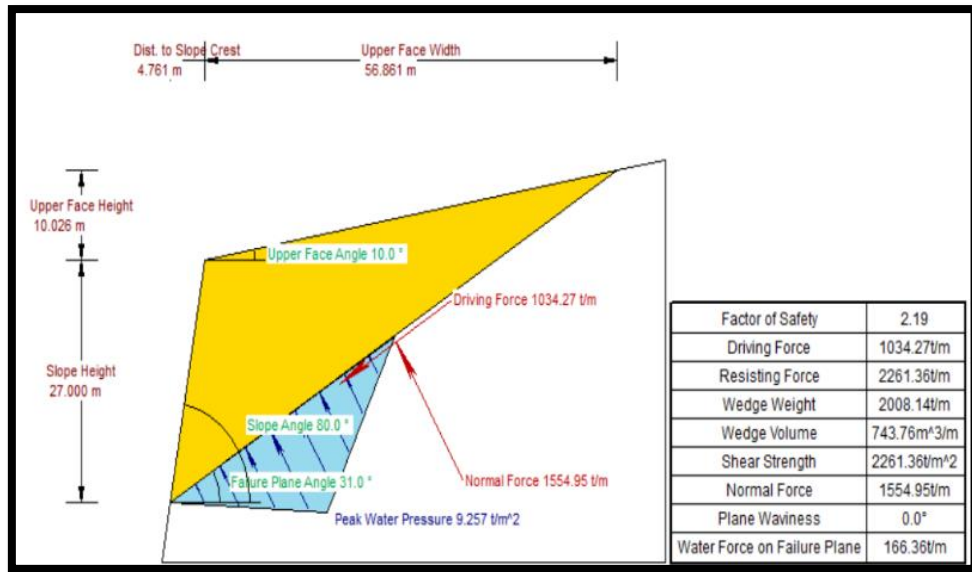 Dist. to Slope Crest
4.761 m
Upper Face Width
56.861 m
Upper Face Height
10.026 m
Upper Face Angle 10.0 °
Driving Force 1034.27 t/m
Slope Height
27.000 m
Slope Angle 80.0 °
Failure Plane Angle 31.0 °
Normal Force 1554.95 t/m
Peak Water Pressure 9.257 t/m^2
Factor of Safety 2.19
Driving Force 1034.27t/m
Resisting Force 2261.36t/m
Wedge Weight 2008.14t/m
Wedge Volume 743.76m^3/m
Shear Strength 2261.36t/m^2
Normal Force 1554.95t/m
Plane Waviness 0.0°
Water Force on Failure Plane 166.36t/m